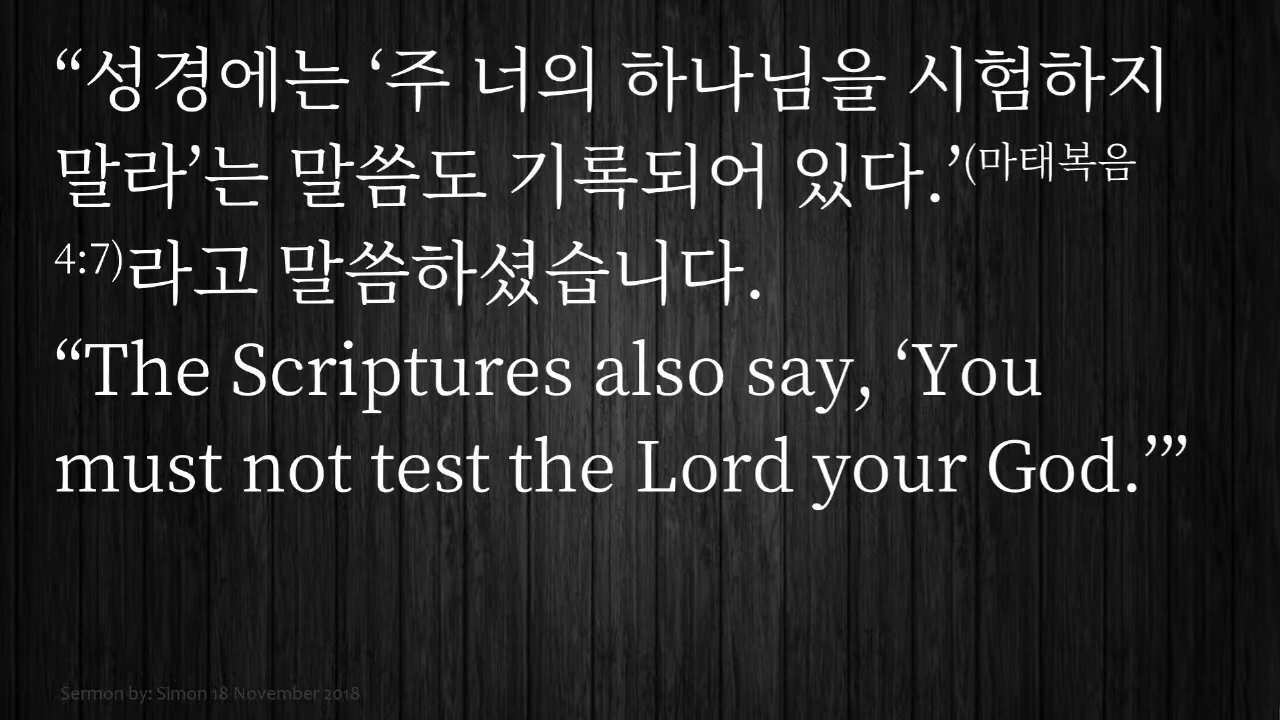 “성경에는 ‘주 너의 하나님을 시험하지
말라’는 말씀도 기록되어 있다.’(마태복음
4:7)라고 말씀하셨습니다.
“The Scriptures also say, ‘You
must not test the Lord your God.’”
Sermon by: Simon 18 November 2018